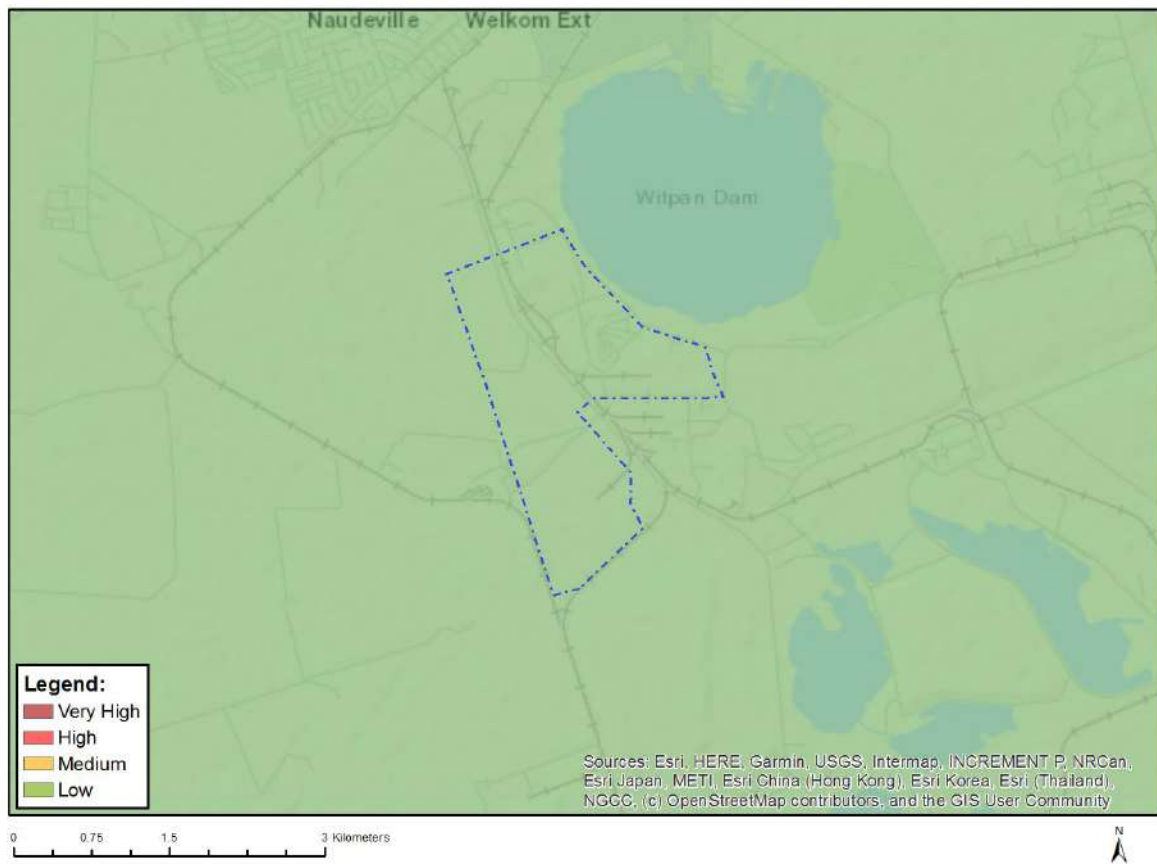 Naudeville Welkom Ext
Witpan Dam
Legend:
Very High
High
Medium
Low
Sources: Esri, HERE, Garmin, USGS, Intermap, INCREMENT P, NRCan,
Esri Japan, METI, Esri China (Hong Kong), Esri Korea, Esri (Thailand),
NGCC, (c) OpenStreetMap contributors, and the GIS User Community
0 0.75 1.5 3 Kilometers
N